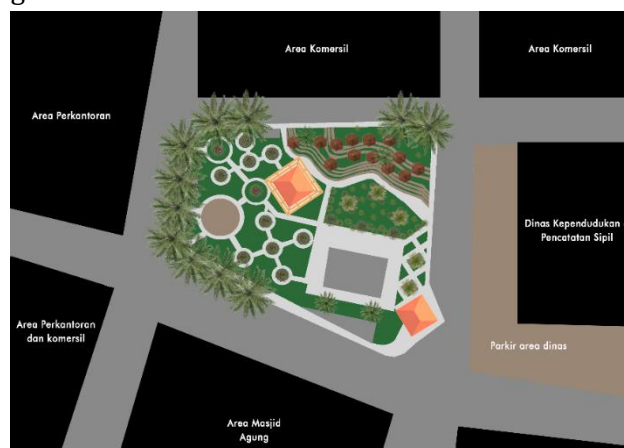 Area Komersil
Area Komersil
Area Perkantoran
Dinas Kependudukan
Pencatatan Sipil
Area Perkantoran
dan komersil
Parkir area dinas
Area Masjid
Agung